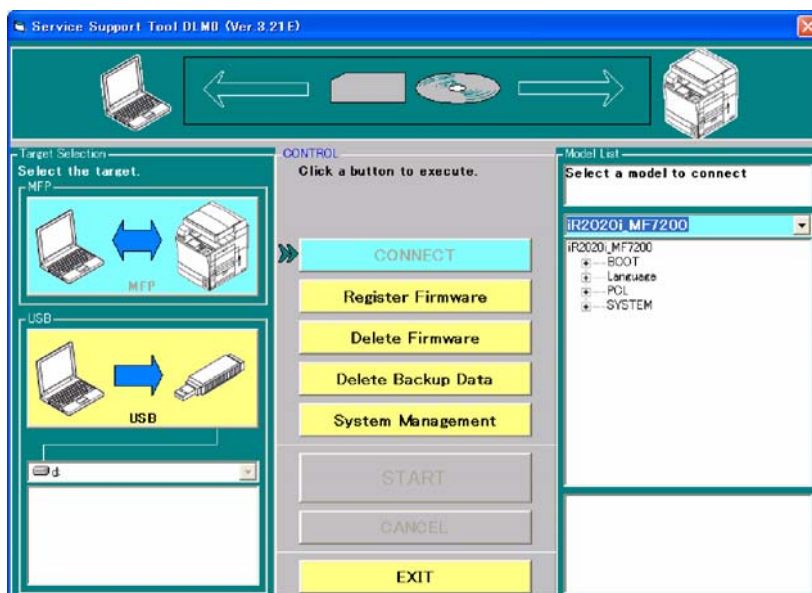 Service Support Tool DLM0 (Ver.3.21E)
Target Selection
Select the target.
MFP
MFP
USB
USB
d:
CONTROL
Click a button to execute.
CONNECT
Register Firmware
Delete Firmware
Delete Backup Data
System Management
START
CANCEL
EXIT
Model List
Select a model to connect
iR2020i_MF7200
iR2020i_MF7200
BOOT
Language
PCL
SYSTEM